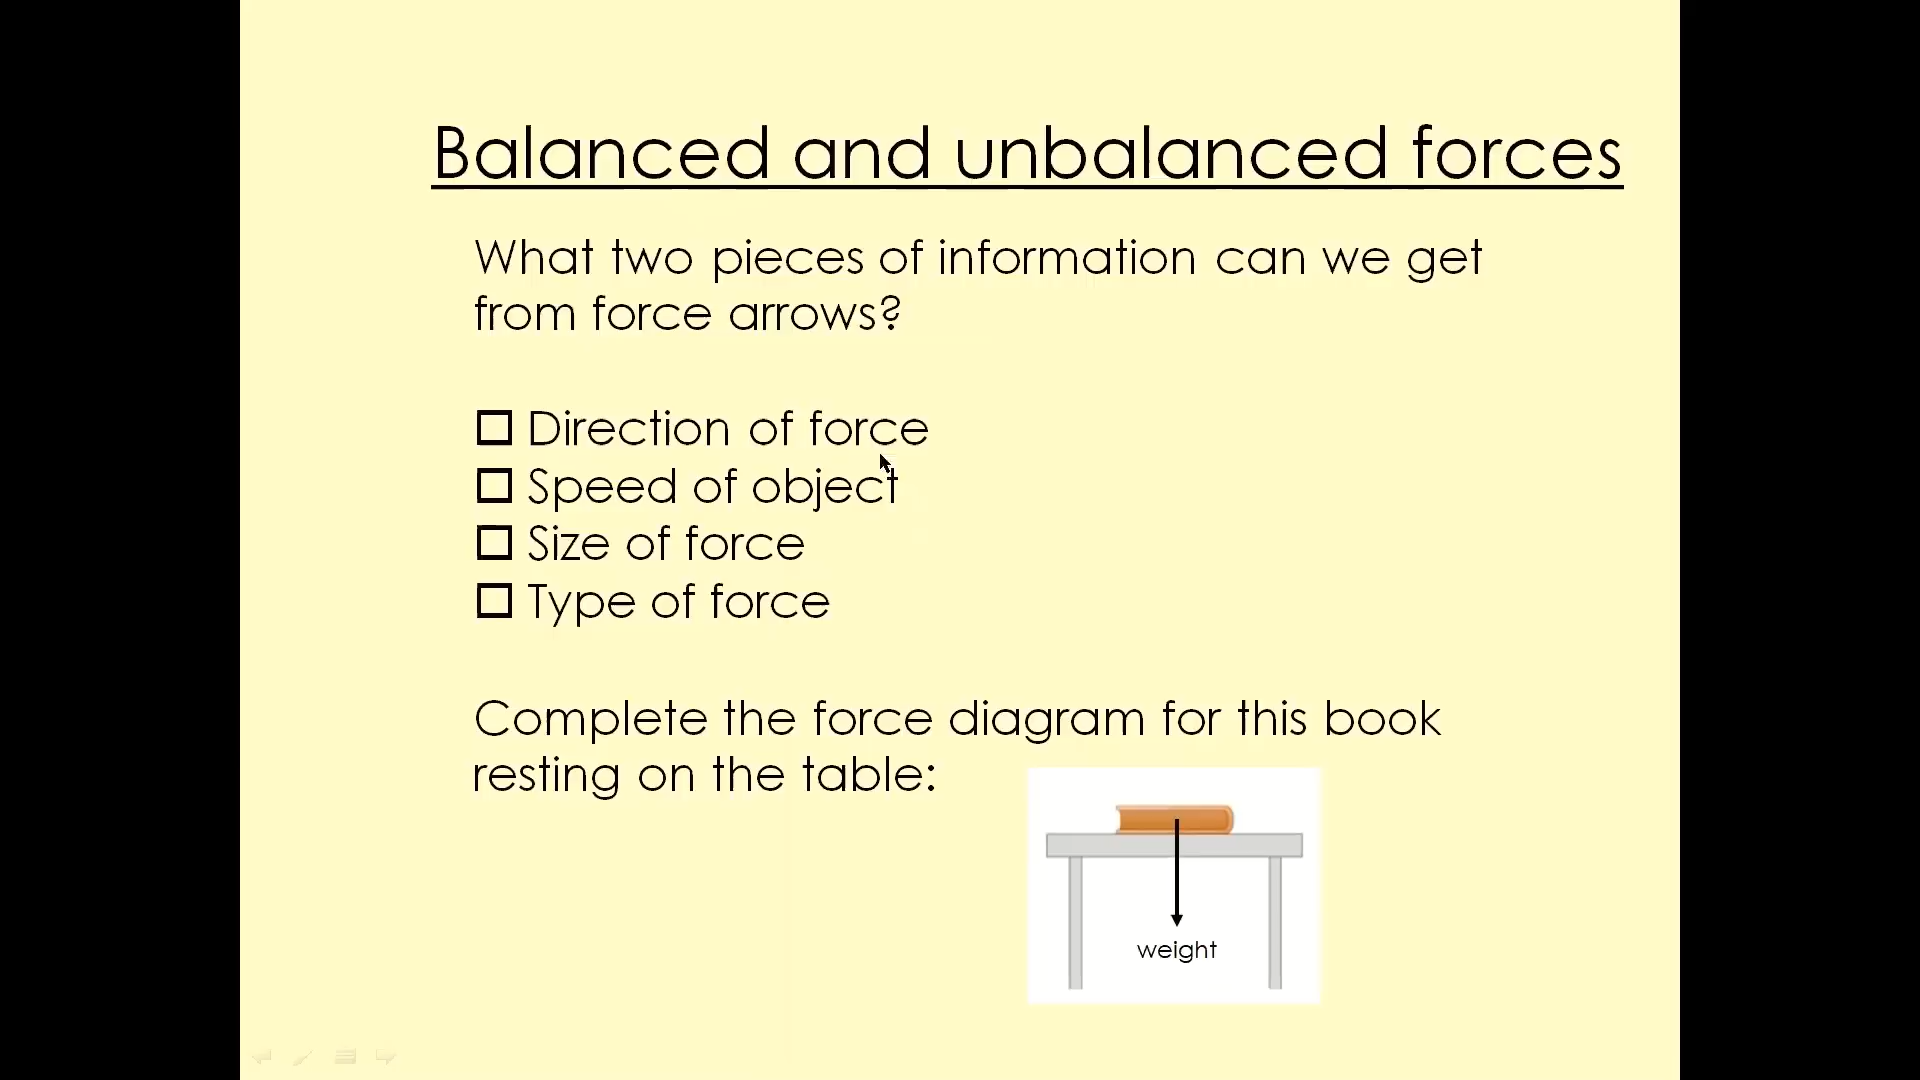 Balanced and unbalanced forces
What two pieces of information can we get
from force arrows?
Direction of force
Speed of object
Size of force
Type of force
Complete the force diagram for this book
resting on the table:
weight